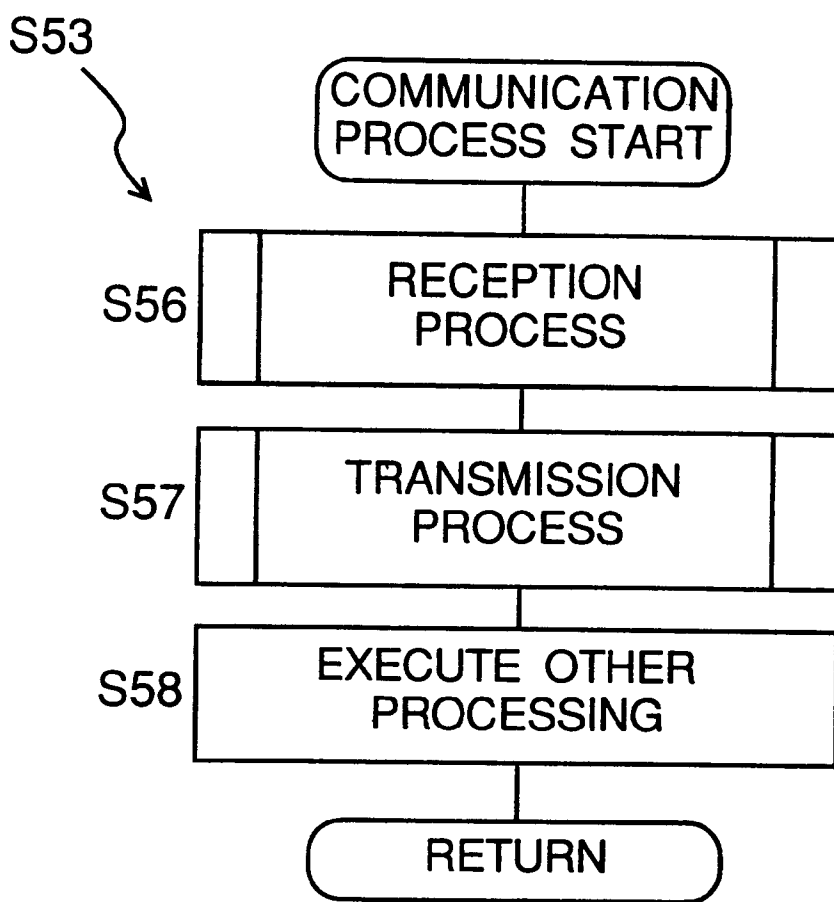 S53
COMMUNICATION
PROCESS START
S56
RECEPTION
PROCESS
S57
TRANSMISSION
PROCESS
S58
EXECUTE OTHER
PROCESSING
RETURN